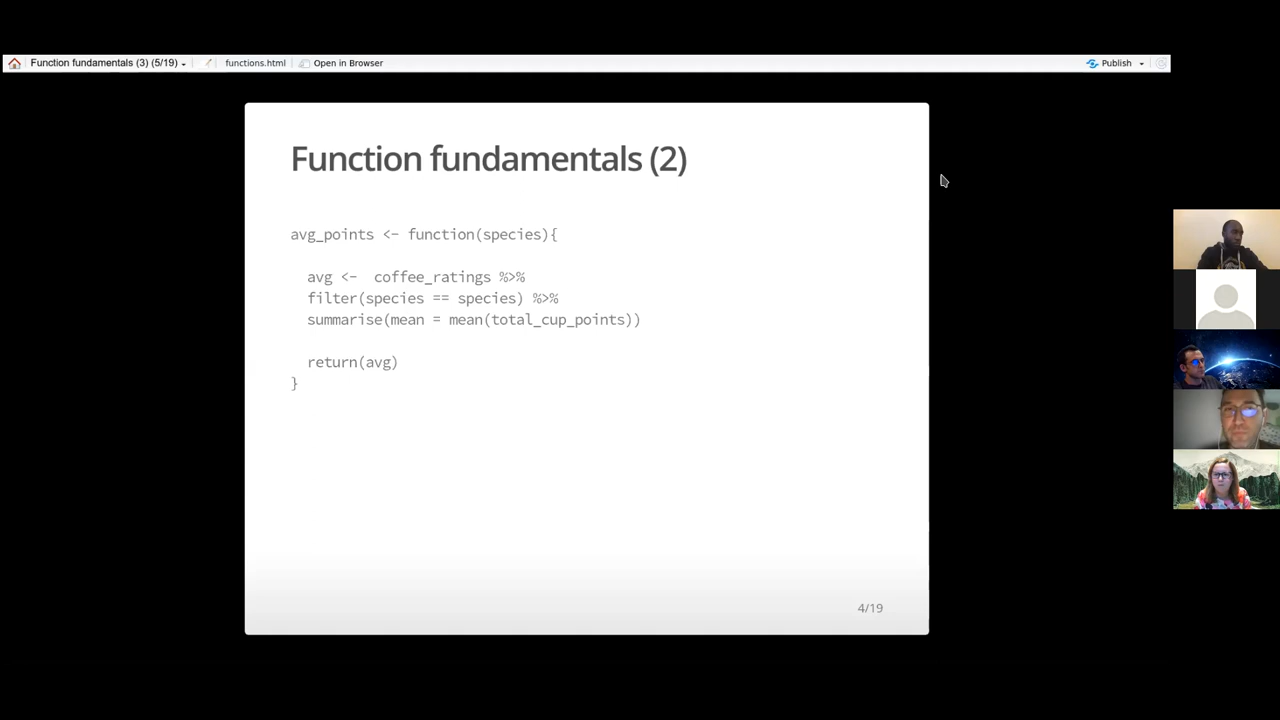 Function fundamentals (3) (5/19) functions.html Open in Browser Publish
Function fundamentals (2)
avg_points <- function(species){
avg <-  coffee_ratings %>%
filter(species == species) %>%
summarise(mean = mean(total_cup_points))
return(avg)
}
4/19